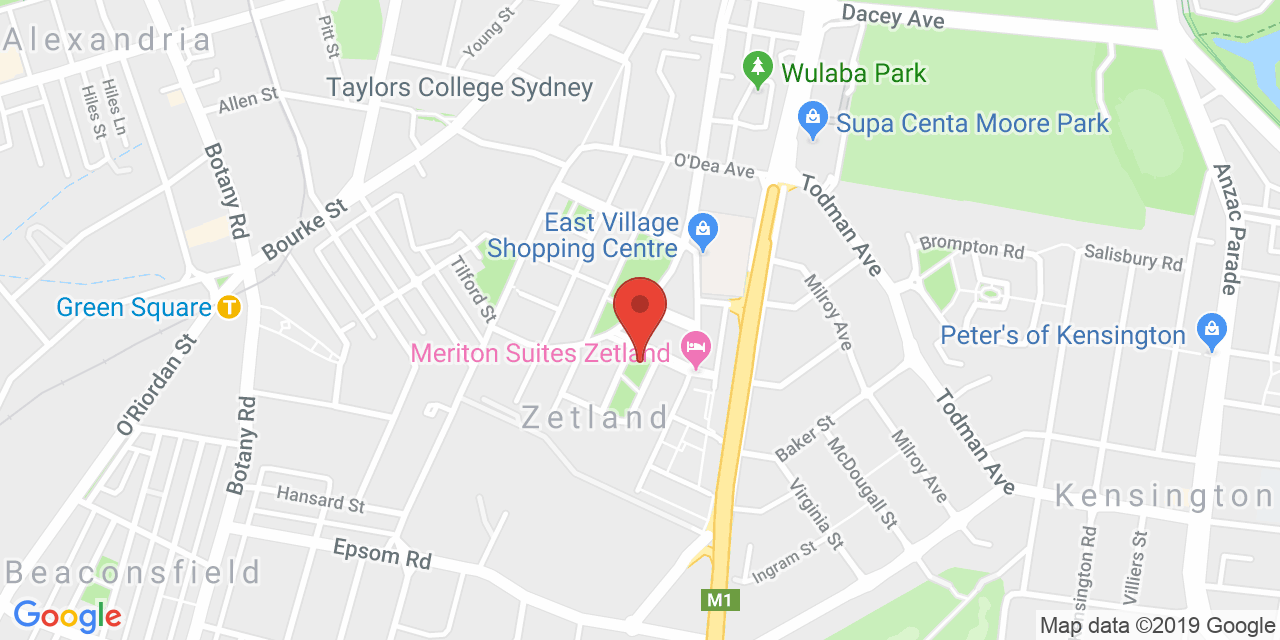 Dacey Ave
Alexandria
Pitt St
Young St
Wulaba Park
Taylors College Sydney
Hiles St
Hiles Ln
Allen St
Supa Centa Moore Park
O'Dea Ave
Botany Rd
Todman Ave
Anzac Parade
Bourke St
East Village
Shopping Centre
Brompton Rd
Salisbury Rd
Tilford St
Milroy Ave
Green Square
T
Peter's of Kensington
Meriton Suites Zetland
O'Riordan St
Zetland
Botany Rd
Baker St
McDougall St
Milroy Ave
Todman Ave
Hansard St
Virginia St
Kensington
Epsom Rd
Ingram St
Kensington Rd
Villiers St
Beaconsfield
M1
Google
Map data ©2019 Google